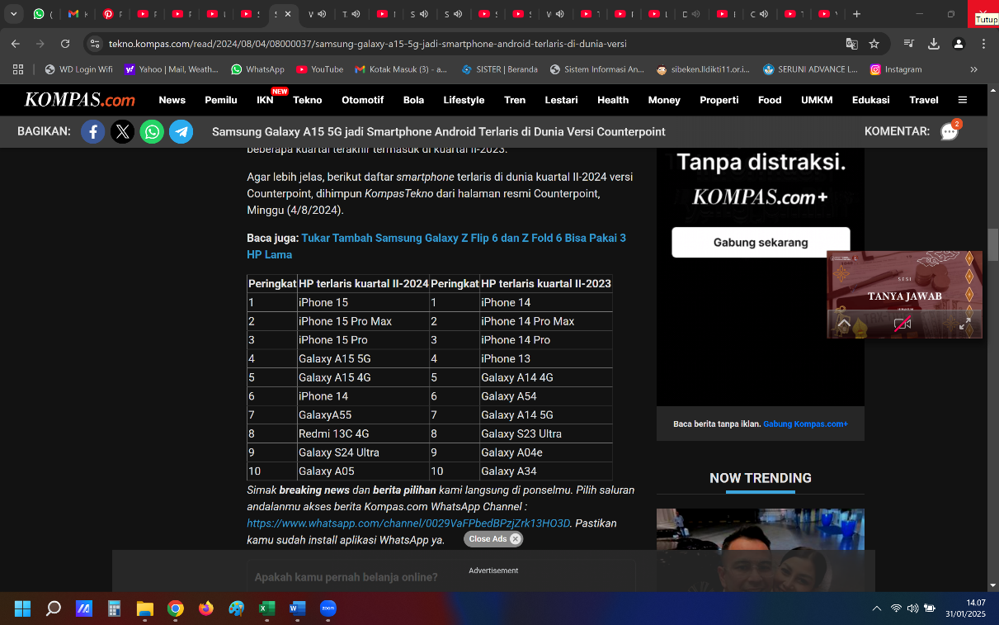 Tutup
tekno.kompas.com/read/2024/08/04/08000037/samsung-galaxy-a15-5g-jadi-smartphone-android-terlaris-di-dunia-versi
WD Login Wifi
Yahoo | Mail, Weath...
WhatsApp
YouTube
Kotak Masuk (3) - a...
SISTER | Beranda
Sistem Informasi An...
sibeken.lldikti11.or.i...
SERUNI ADVANCE L...
Instagram
KOMPAS.com
News
Pemilu
IKN
NEW
Tekno
Otomotif
Bola
Lifestyle
Tren
Lestari
Health
Money
Properti
Food
UMKM
Edukasi
Travel
BAGIKAN:
Samsung Galaxy A15 5G jadi Smartphone Android Terlaris di Dunia Versi Counterpoint
KOMENTAR:
2
beberapa kuartal terakhir termasuk di kuartal II-2023.
Agar lebih jelas, berikut daftar smartphone terlaris di dunia kuartal II-2024 versi
Counterpoint, dihimpun KompasTekno dari halaman resmi Counterpoint,
Minggu (4/8/2024).
Baca juga: Tukar Tambah Samsung Galaxy Z Flip 6 dan Z Fold 6 Bisa Pakai 3
HP Lama
Peringkat HP terlaris kuartal II-2024 Peringkat HP terlaris kuartal II-2023
1 iPhone 15 1 iPhone 14
2 iPhone 15 Pro Max 2 iPhone 14 Pro Max
3 iPhone 15 Pro 3 iPhone 14 Pro
4 Galaxy A15 5G 4 iPhone 13
5 Galaxy A15 4G 5 Galaxy A14 4G
6 iPhone 14 6 Galaxy A54
7 GalaxyA55 7 Galaxy A14 5G
8 Redmi 13C 4G 8 Galaxy S23 Ultra
9 Galaxy S24 Ultra 9 Galaxy A04e
10 Galaxy A05 10 Galaxy A34
Simak breaking news dan berita pilihan kami langsung di ponselmu. Pilih saluran
andalanmu akses berita Kompas.com WhatsApp Channel :
https://www.whatsapp.com/channel/0029VaFPbedBPzjZrk13HO3D. Pastikan
kamu sudah install aplikasi WhatsApp ya.
Close Ads
Apakah kamu pernah belanja online?
Advertisement
Tanpa distraksi.
KOMPAS.com+
Gabung sekarang
SESI
TANYA JAWAB
Baca berita tanpa iklan. Gabung Kompas.com+
NOW TRENDING
zoom
14.07
31/01/2025